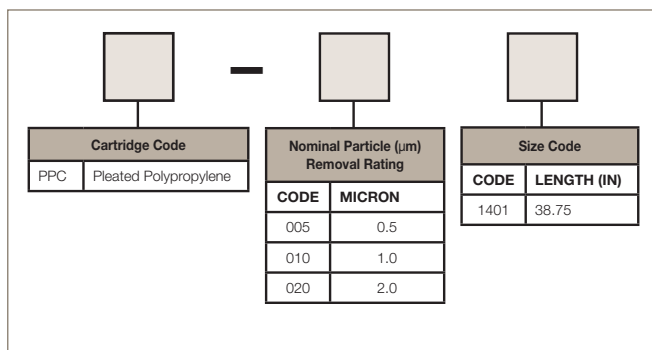 Cartridge Code
PPC Pleated Polypropylene
Nominal Particle (µm)
Removal Rating
CODE MICRON
005 0.5
010 1.0
020 2.0
Size Code
CODE LENGTH (IN)
1401 38.75